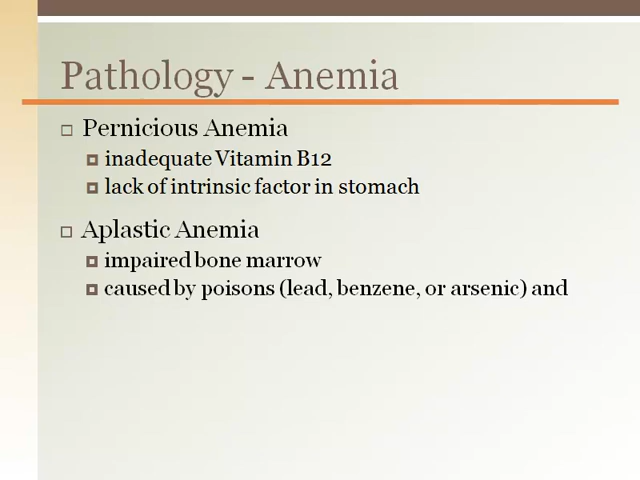 Pathology - Anemia
Pernicious Anemia
inadequate Vitamin B12
lack of intrinsic factor in stomach
Aplastic Anemia
impaired bone marrow
caused by poisons (lead, benzene, or arsenic) and